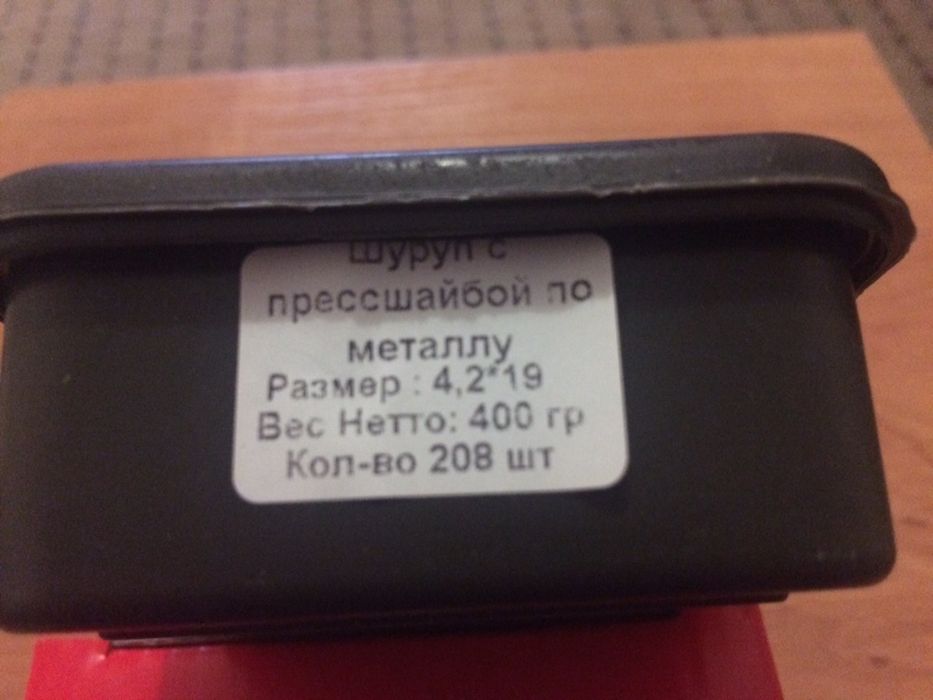 Шуруп с
прессшайбой по
металлу
Размер : 4,2*19
Вес Нетто: 400 гр
Кол-во 208 шт